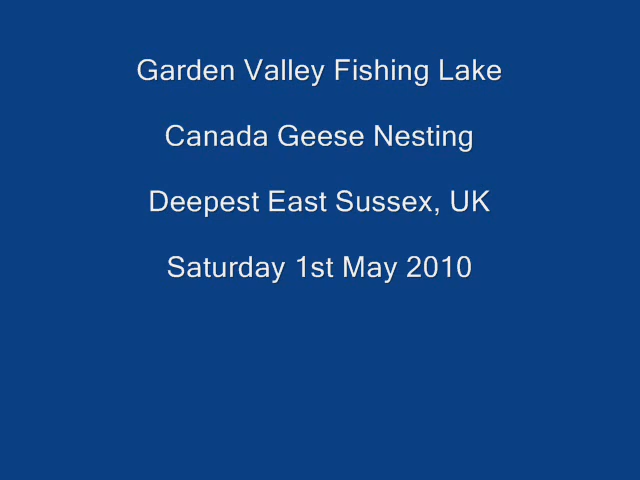 Garden Valley Fishing Lake
Canada Geese Nesting
Deepest East Sussex, UK
Saturday 1st May 2010